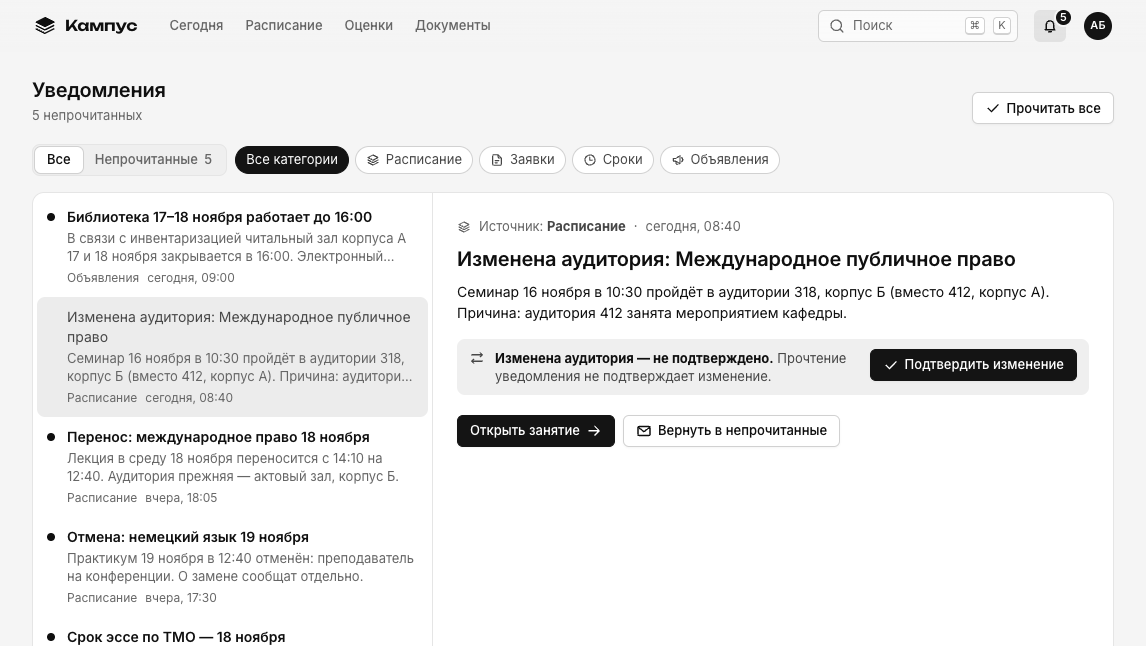 Кампус
Сегодня
Расписание
Оценки
Документы
Поиск
⌘
K
5
АБ
Уведомления
5 непрочитанных
Прочитать все
Все
Непрочитанные 5
Все категории
Расписание
Заявки
Сроки
Объявления
Библиотека 17–18 ноября работает до 16:00
В связи с инвентаризацией читальный зал корпуса А
17 и 18 ноября закрывается в 16:00. Электронный...
Объявления сегодня, 09:00
Изменена аудитория: Международное публичное
право
Семинар 16 ноября в 10:30 пройдёт в аудитории 318,
корпус Б (вместо 412, корпус А). Причина: аудитори...
Расписание сегодня, 08:40
Перенос: международное право 18 ноября
Лекция в среду 18 ноября переносится с 14:10 на
12:40. Аудитория прежняя — актовый зал, корпус Б.
Расписание вчера, 18:05
Отмена: немецкий язык 19 ноября
Практикум 19 ноября в 12:40 отменён: преподаватель
на конференции. О замене сообщат отдельно.
Расписание вчера, 17:30
Срок эссе по ТМО — 18 ноября
Источник: Расписание · сегодня, 08:40
Изменена аудитория: Международное публичное право
Семинар 16 ноября в 10:30 пройдёт в аудитории 318, корпус Б (вместо 412, корпус А).
Причина: аудитория 412 занята мероприятием кафедры.
Изменена аудитория — не подтверждено. Прочтение
уведомления не подтверждает изменение.
Подтвердить изменение
Открыть занятие
Вернуть в непрочитанные